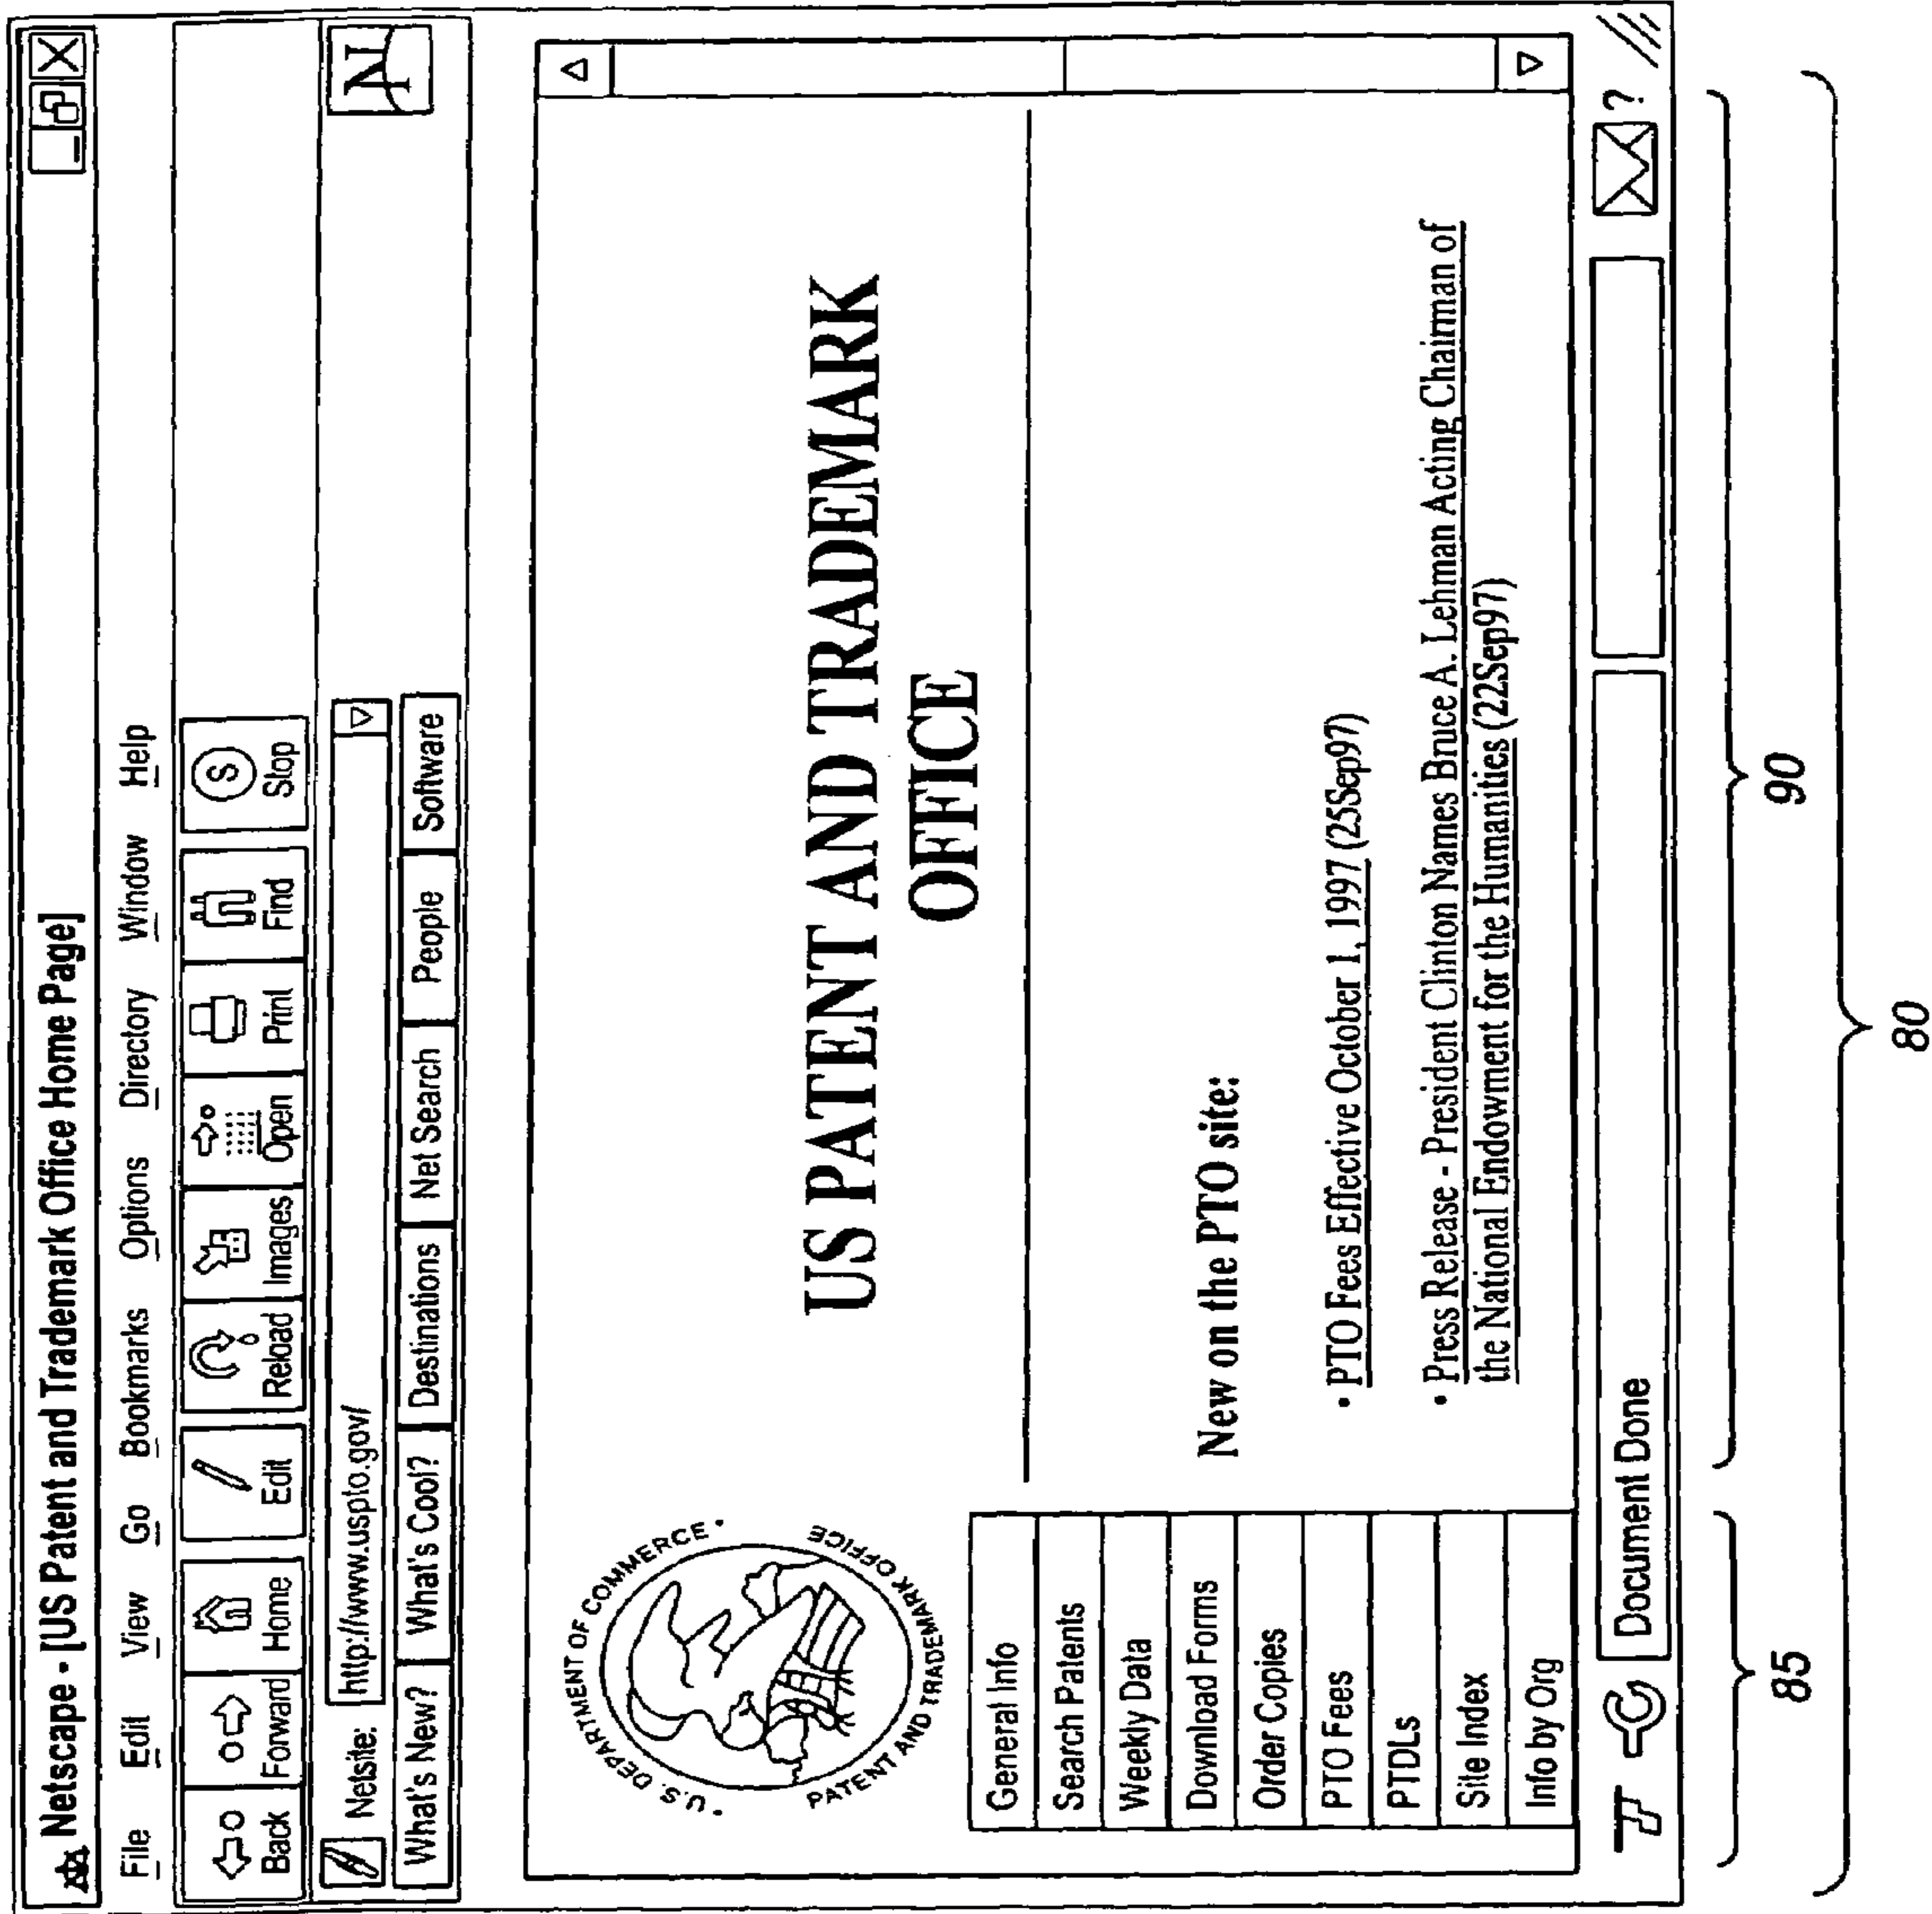 Netscape - [US Patent and Trademark Office Home Page]
File Edit View Go Bookmarks Options Directory Window Help
Back Forward Home Edit Reload Images Open Print Find Stop
S
Netsite: http://www.uspto.gov/
N
What's New? What's Cool? Destinations Net Search People Software
• U.S. DEPARTMENT OF COMMERCE •
PATENT AND TRADEMARK OFFICE
US PATENT AND TRADEMARK
OFFICE
General Info
Search Patents
Weekly Data
Download Forms
Order Copies
PTO Fees
PTDLs
Site Index
Info by Org
New on the PTO site:
• PTO Fees Effective October 1, 1997 (25Sep97)
• Press Release - President Clinton Names Bruce A. Lehman Acting Chairman of
the National Endowment for the Humanities (22Sep97)
Document Done
?
85
90
80